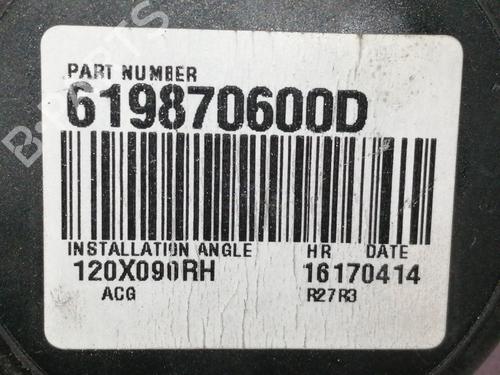 PART NUMBER
619870600D
INSTALLATION ANGLE HR DATE
120X090RH 16170414
ACG R27R3